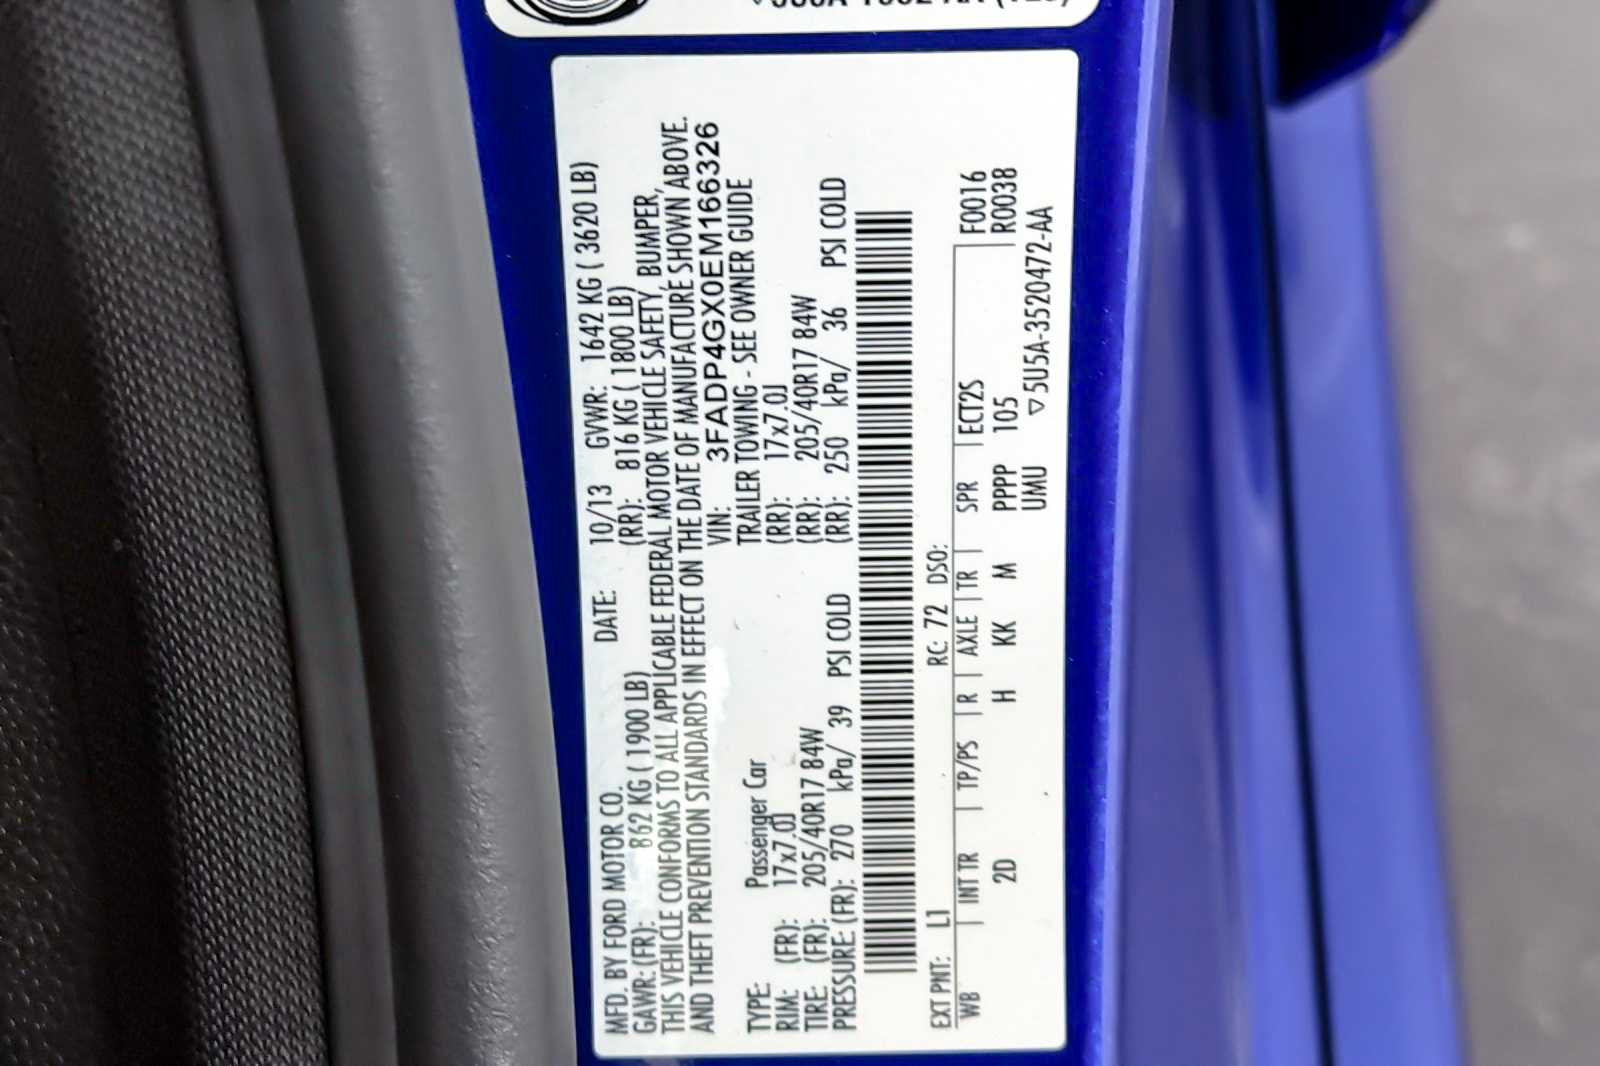 MFD. BY FORD MOTOR CO. DATE: 10/13 GVWR: 1642 KG ( 3620 LB)
GAWR: (FR): 862 KG ( 1900 LB) (RR): 816 KG ( 1800 LB)
THIS VEHICLE CONFORMS TO ALL APPLICABLE FEDERAL MOTOR VEHICLE SAFETY, BUMPER,
AND THEFT PREVENTION STANDARDS IN EFFECT ON THE DATE OF MANUFACTURE SHOWN ABOVE.
VIN: 3FADP4GX0EM166326
TYPE: Passenger Car TRAILER TOWING - SEE OWNER GUIDE
RIM: (FR): 17x7.0J (RR): 17x7.0J
TIRE: (FR): 205/40R17 84W (RR): 205/40R17 84W
PRESSURE: (FR): 270 kPa/ 39 PSI COLD (RR): 250 kPa/ 36 PSI COLD
EXT PNT: L1 RC: 72 DSO:
WB | INT TR | TP/PS | R | AXLE | TR | SPR | ECT2S F0016
2D H KK M PPPP 105 R0038
UMU ▽5U5A-3520472-AA